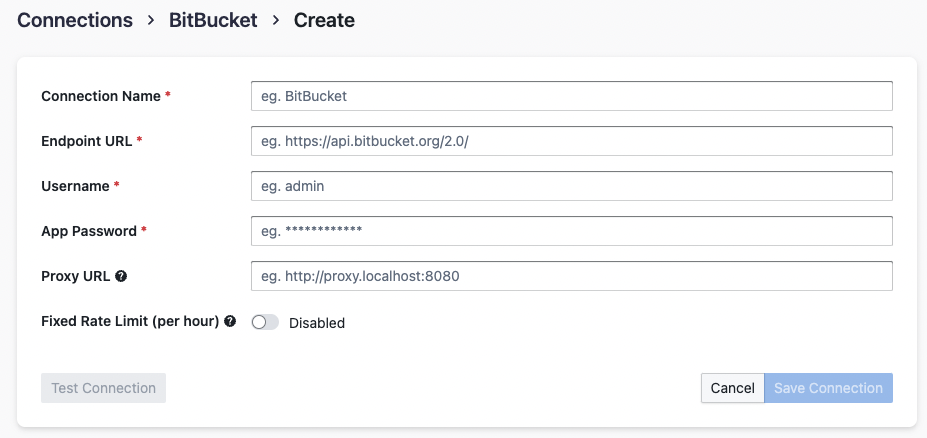 Connections > BitBucket > Create
Connection Name * eg. BitBucket
Endpoint URL * eg. https://api.bitbucket.org/2.0/
Username * eg. admin
App Password * eg. ************
Proxy URL ? eg. http://proxy.localhost:8080
Fixed Rate Limit (per hour) ? Disabled
Test Connection Cancel Save Connection